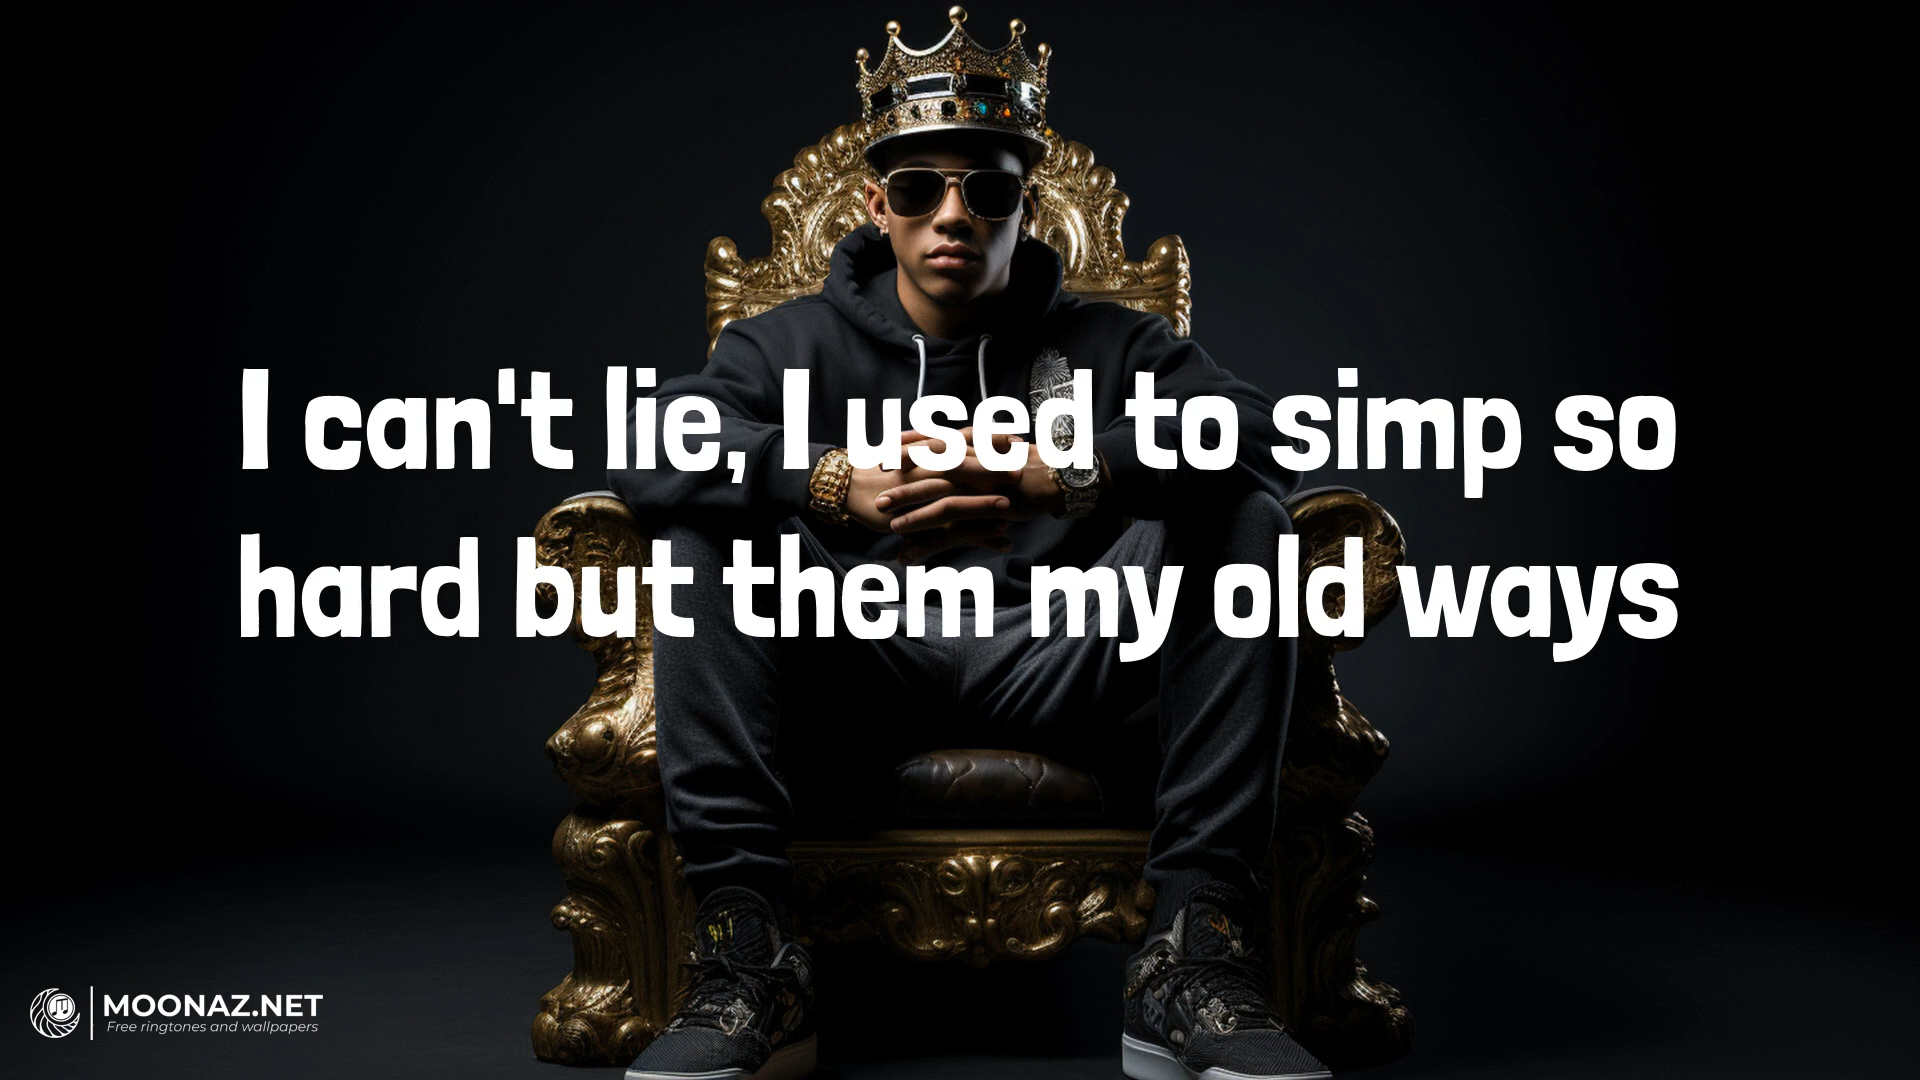 I can't lie, I used to simp so
hard but them my old ways
MOONAZ.NET
Free ringtones and wallpapers